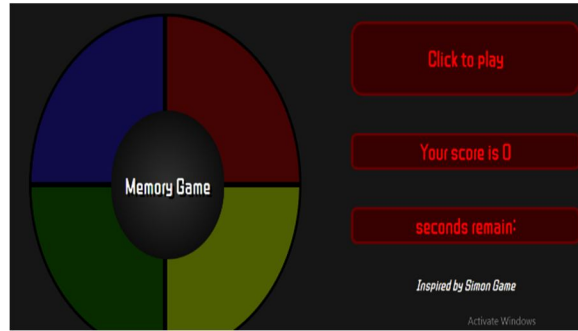 Click to play
Memory Game
Your score is 0
seconds remain:
Inspired by Simon Game
Activate Windows